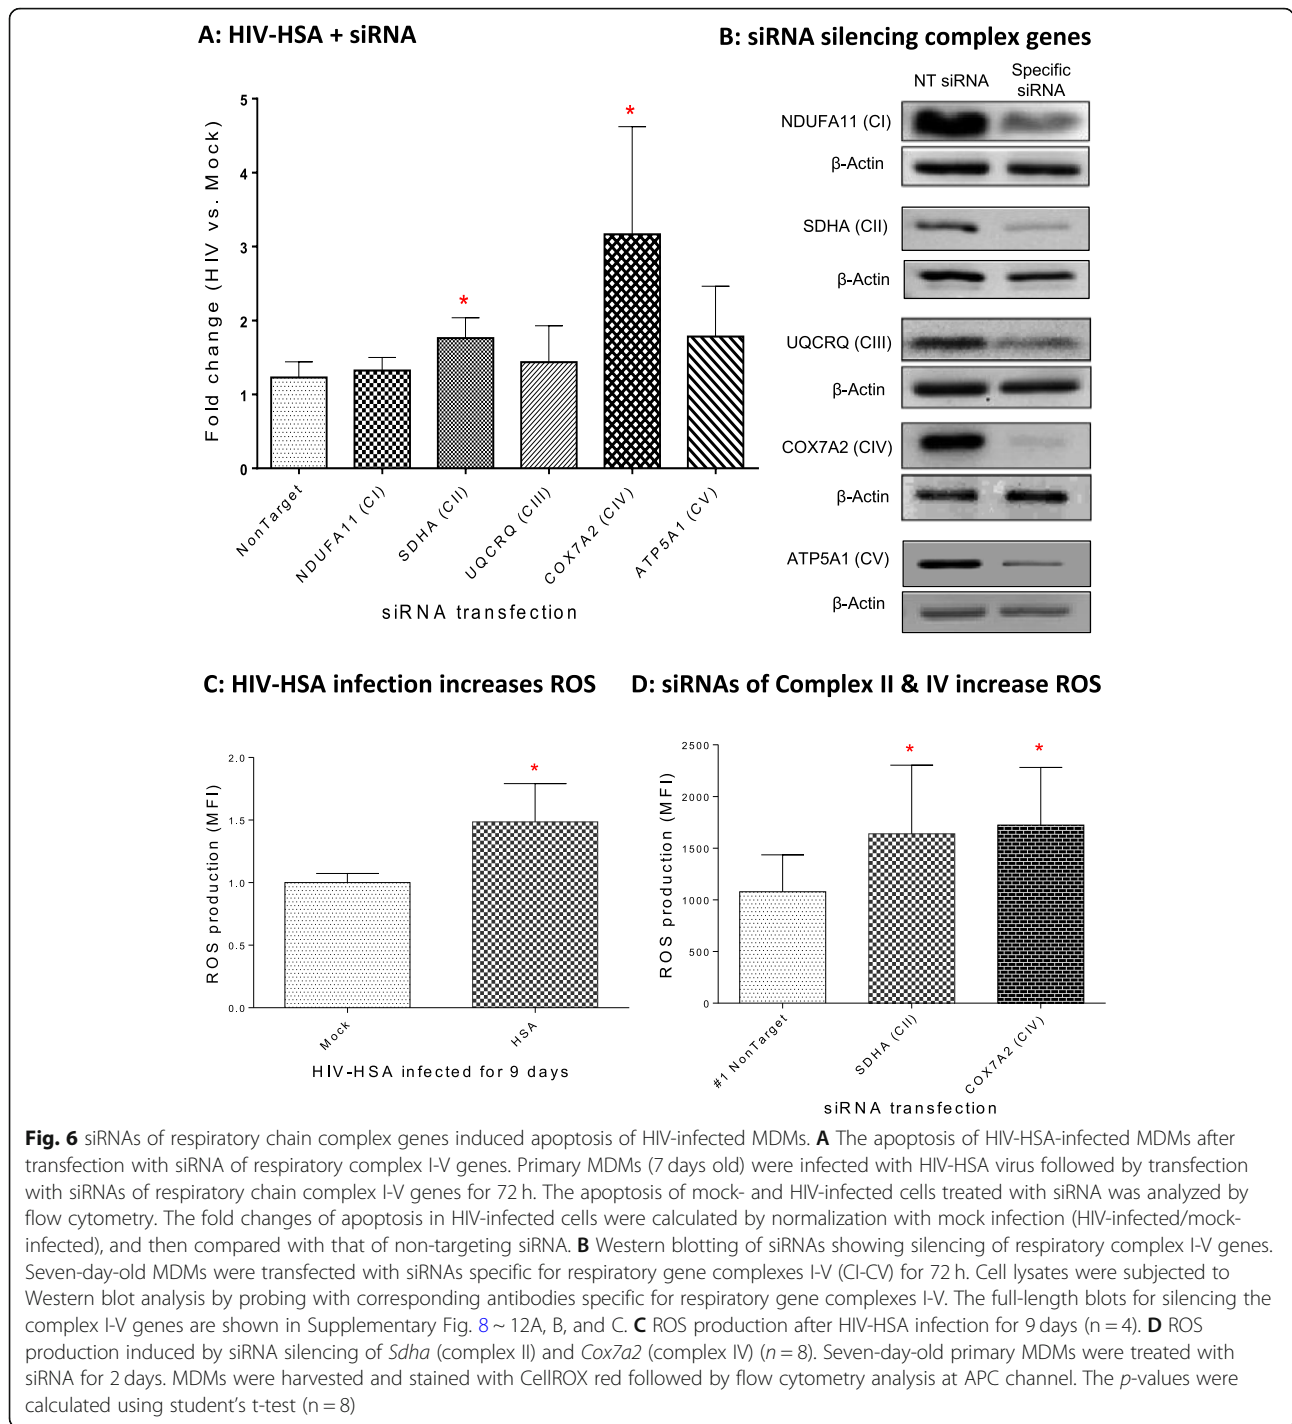 A: HIV-HSA + siRNA
Fold change (HIV vs. Mock)
5
4
3
2
1
0
*
*
NonTarget
NDUFA11 (CI)
SDHA (CII)
UQCRQ (CIII)
COX7A2 (CIV)
ATP5A1 (CV)
siRNA transfection
B: siRNA silencing complex genes
NT siRNA
Specific
siRNA
NDUFA11 (CI)
β-Actin
SDHA (CII)
β-Actin
UQCRQ (CIII)
β-Actin
COX7A2 (CIV)
β-Actin
ATP5A1 (CV)
β-Actin
C: HIV-HSA infection increases ROS
ROS production (MFI)
2.0
1.5
1.0
0.5
0.0
*
Mock
HSA
HIV-HSA infected for 9 days
D: siRNAs of Complex II & IV increase ROS
ROS production (MFI)
2500
2000
1500
1000
500
0
*
*
#1 NonTarget
SDHA (CII)
COX7A2 (CIV)
siRNA transfection
Fig. 6 siRNAs of respiratory chain complex genes induced apoptosis of HIV-infected MDMs. A The apoptosis of HIV-HSA-infected MDMs after
transfection with siRNA of respiratory complex I-V genes. Primary MDMs (7 days old) were infected with HIV-HSA virus followed by transfection
with siRNAs of respiratory chain complex I-V genes for 72 h. The apoptosis of mock- and HIV-infected cells treated with siRNA was analyzed by
flow cytometry. The fold changes of apoptosis in HIV-infected cells were calculated by normalization with mock infection (HIV-infected/mock-
infected), and then compared with that of non-targeting siRNA. B Western blotting of siRNAs showing silencing of respiratory complex I-V genes.
Seven-day-old MDMs were transfected with siRNAs specific for respiratory gene complexes I-V (CI-CV) for 72 h. Cell lysates were subjected to
Western blot analysis by probing with corresponding antibodies specific for respiratory gene complexes I-V. The full-length blots for silencing the
complex I-V genes are shown in Supplementary Fig. 8 ~ 12A, B, and C. C ROS production after HIV-HSA infection for 9 days (n = 4). D ROS
production induced by siRNA silencing of Sdha (complex II) and Cox7a2 (complex IV) (n = 8). Seven-day-old primary MDMs were treated with
siRNA for 2 days. MDMs were harvested and stained with CellROX red followed by flow cytometry analysis at APC channel. The p-values were
calculated using student's t-test (n = 8)